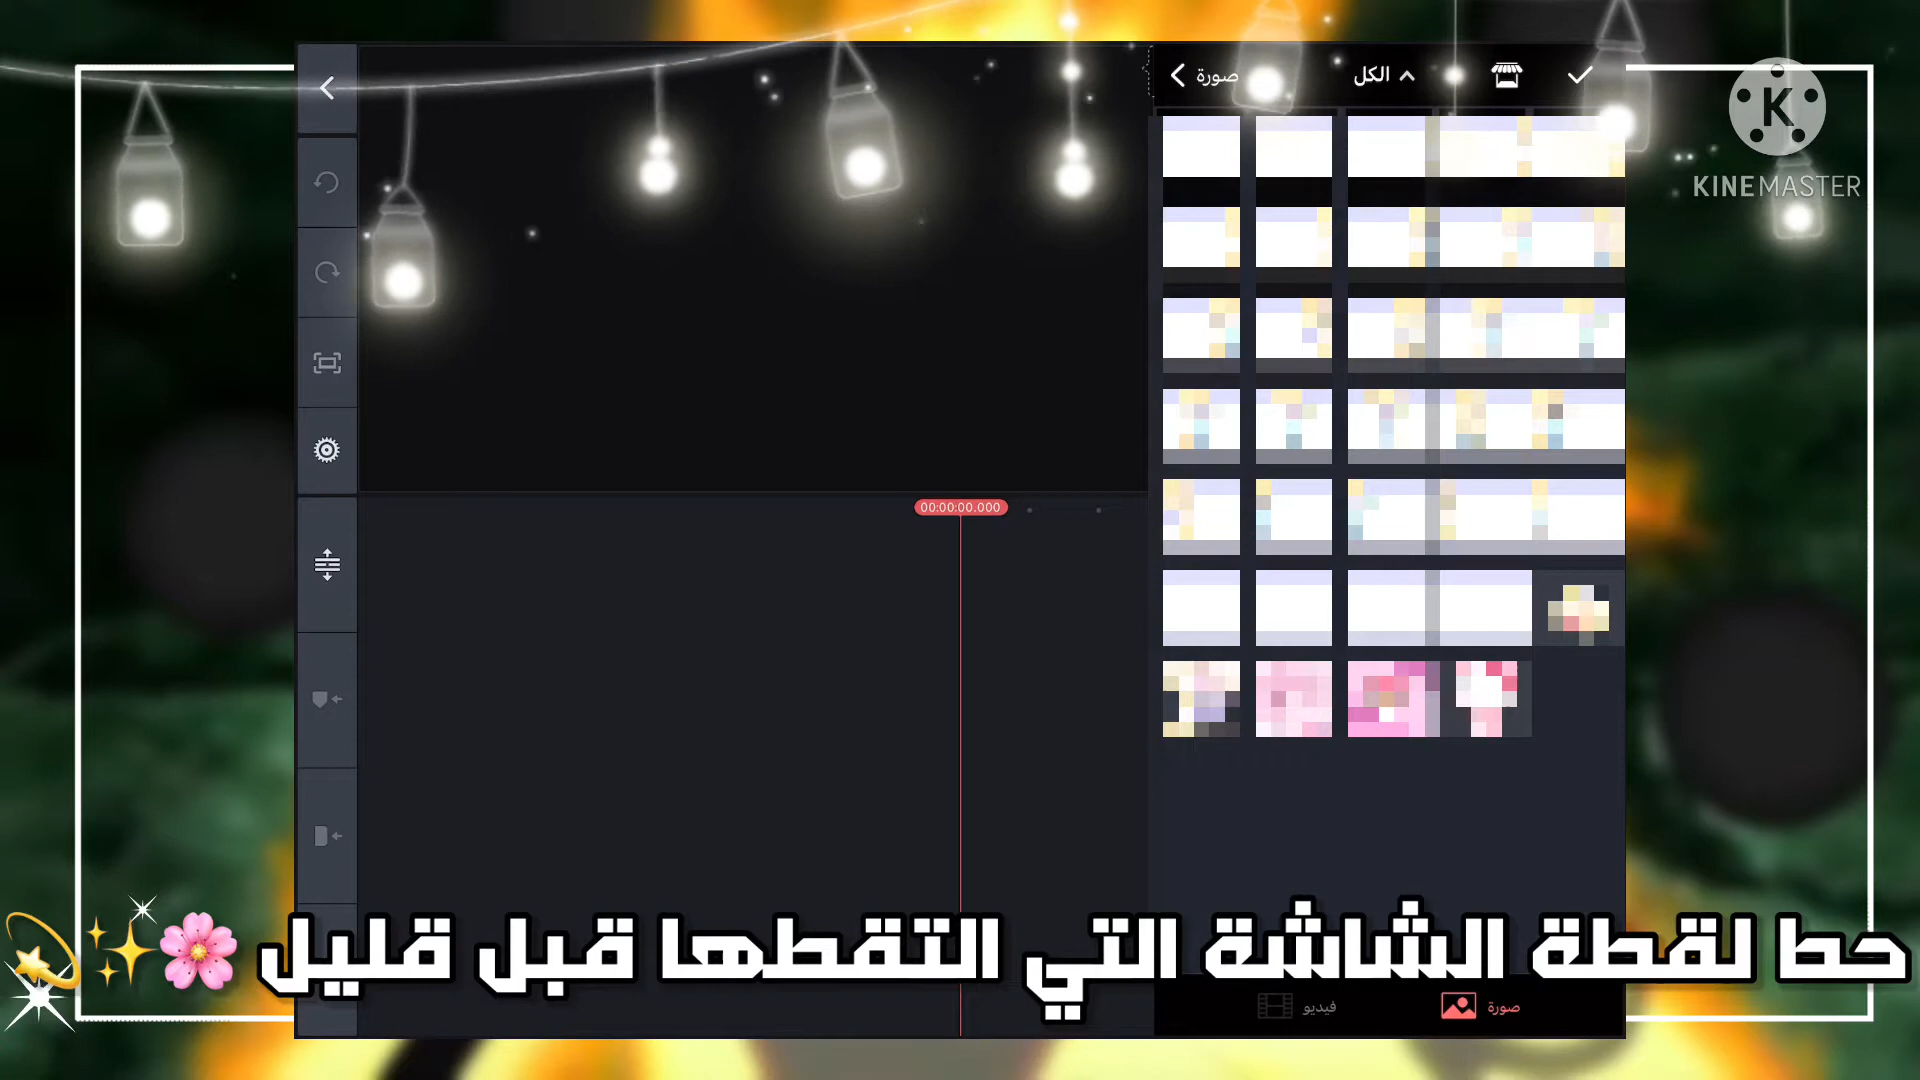 صورة
الكل
KINEMASTER
00:00:00.000
حط لقطة الشاشة التي التقطها قبل قليل 🌸✨💫
فيديو
صورة